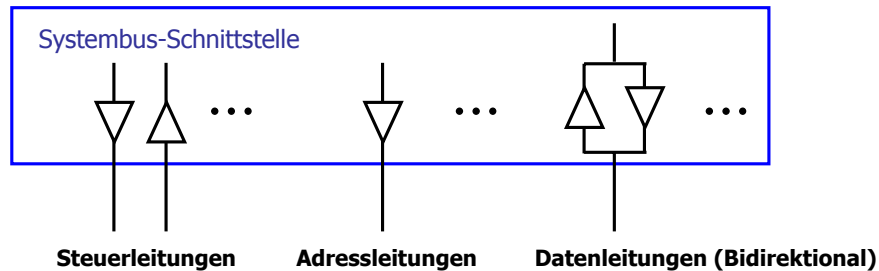 Systembus-Schnittstelle
Steuerleitungen
Adressleitungen
Datenleitungen (Bidirektional)